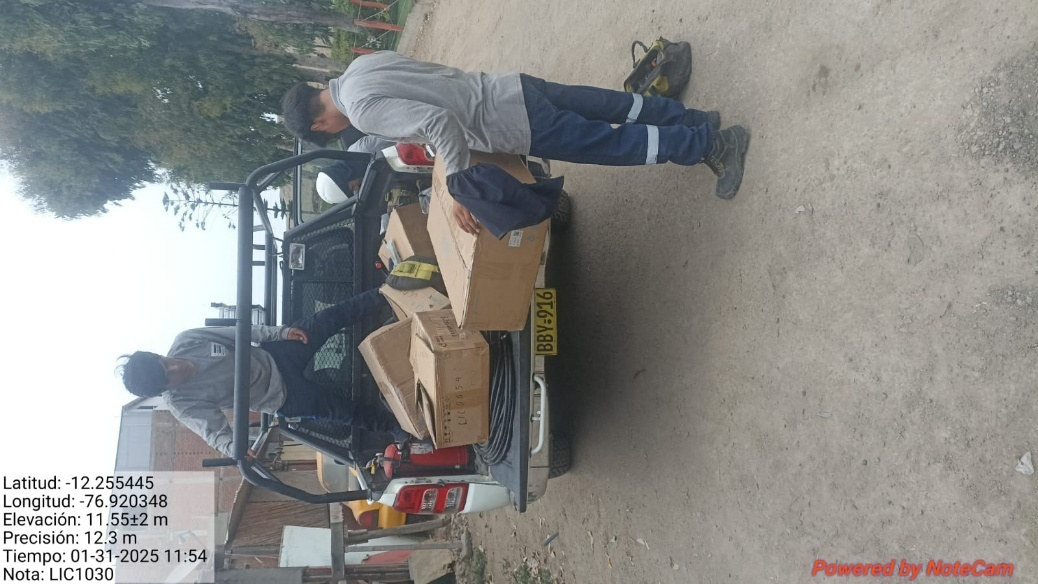 BBY-916
Latitud: -12.255445
Longitud: -76.920348
Elevación: 11.55±2 m
Precisión: 12.3 m
Tiempo: 01-31-2025 11:54
Nota: LIC1030
Powered by NoteCam